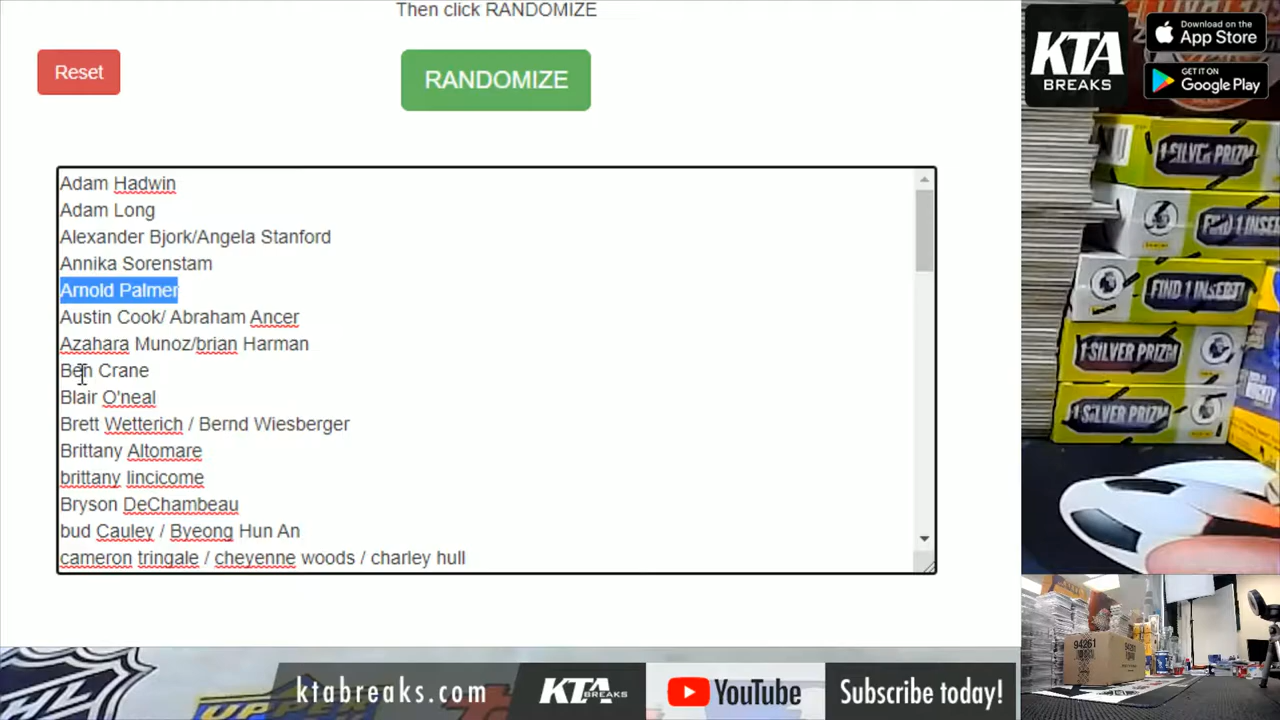 Then click RANDOMIZE
Reset
RANDOMIZE
Adam Hadwin
Adam Long
Alexander Bjork/Angela Stanford
Annika Sorenstam
Arnold Palmer
Austin Cook/ Abraham Ancer
Azahara Munoz/brian Harman
Ben Crane
Blair O'neal
Brett Wetterich / Bernd Wiesberger
Brittany Altomare
brittany lincicome
Bryson DeChambeau
bud Cauley / Byeong Hun An
cameron tringale / cheyenne woods / charley hull
KTA
BREAKS
Download on the
App Store
GET IT ON
Google Play
1 SILVER PRIZM
FIND 1 INSERT
FIND 1 INSERT!
1 SILVER PRIZM
1 SILVER PRIZM
94261
UPPER
ktabreaks.com
KTA
BREAKS
YouTube
Subscribe today!